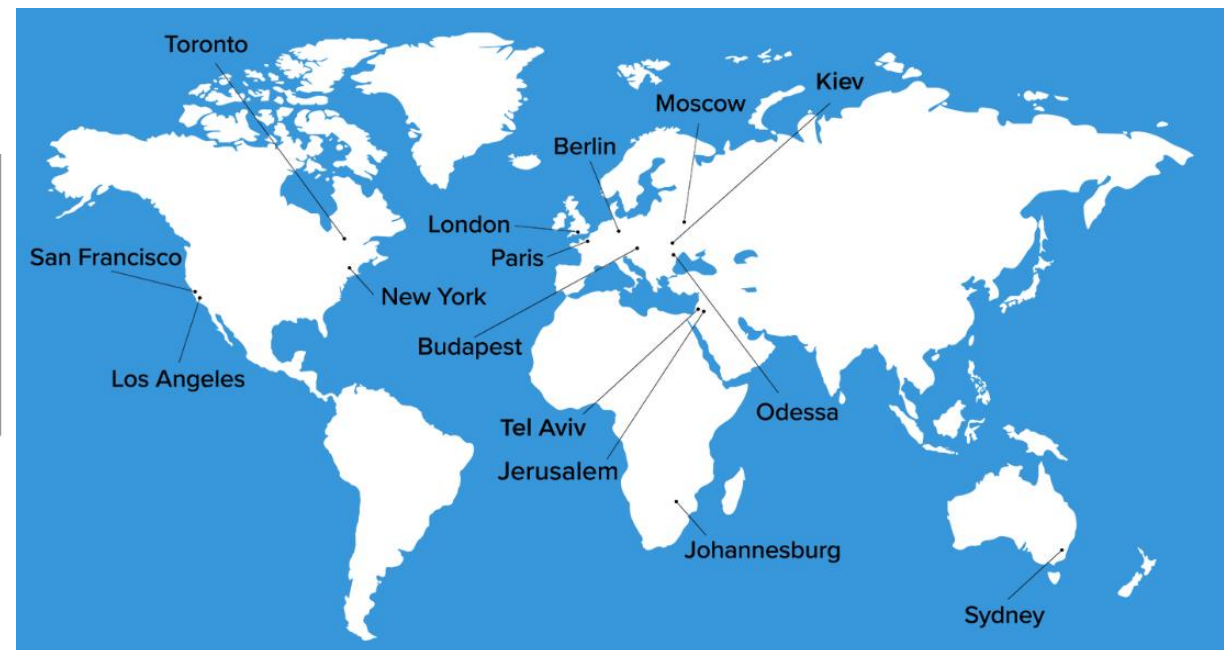 Toronto
Kiev
Moscow
Berlin
London
San Francisco
Paris
New York
Budapest
Los Angeles
Odessa
Tel Aviv
Jerusalem
Johannesburg
Sydney